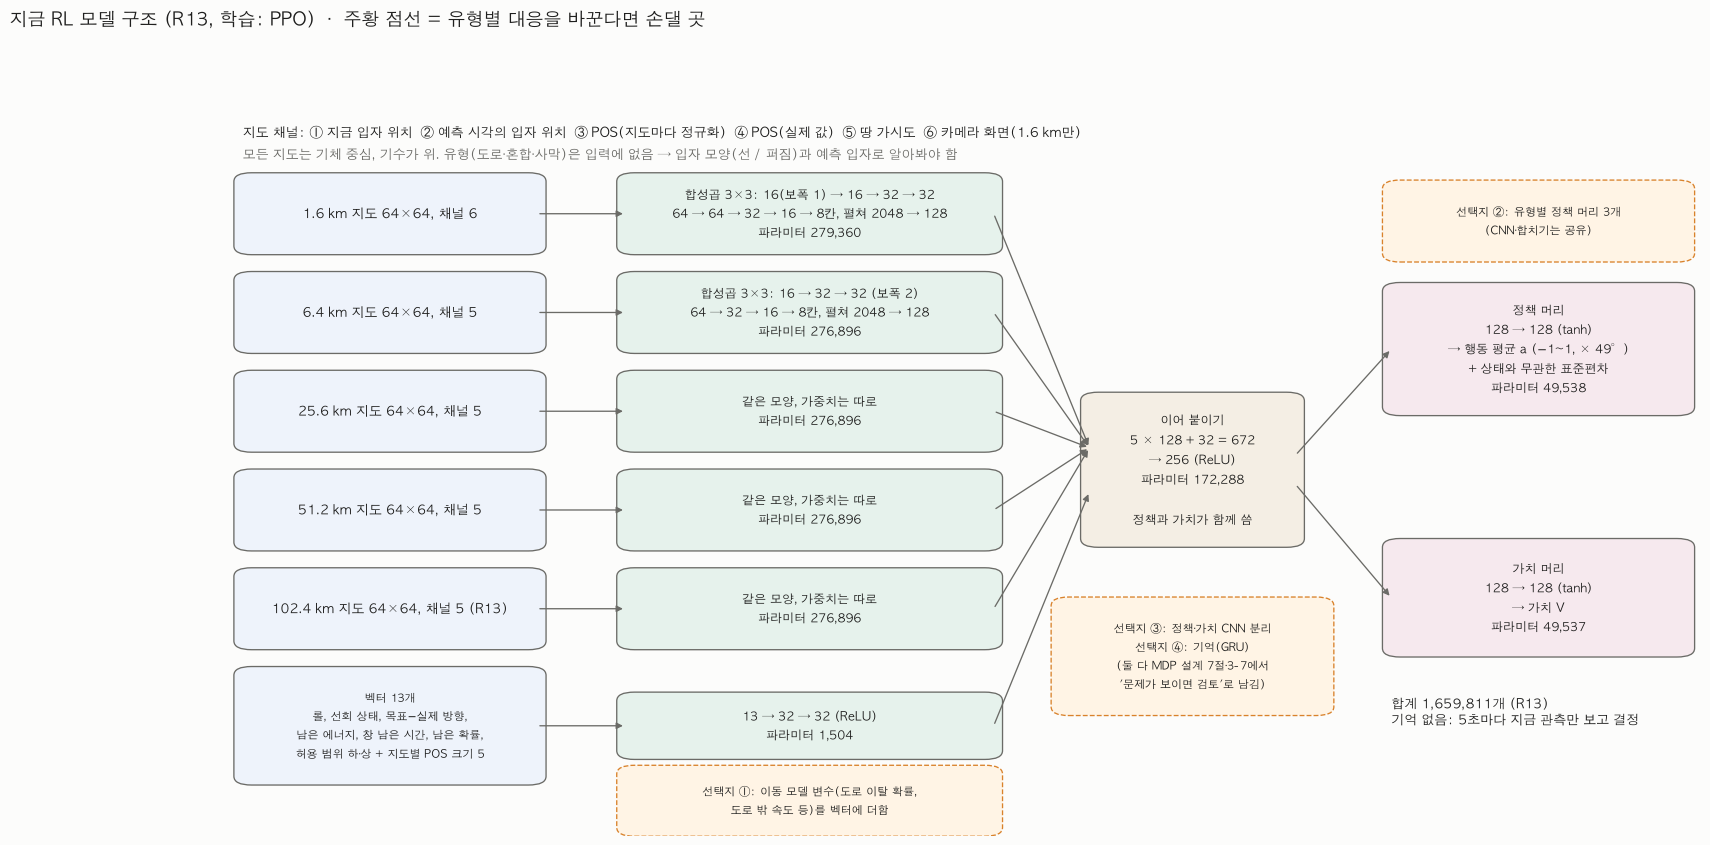 지금 RL 모델 구조 (R13, 학습: PPO) · 주황 점선 = 유형별 대응을 바꾼다면 손댈 곳
지도 채널: ① 지금 입자 위치 ② 예측 시각의 입자 위치 ③ POS(지도마다 정규화) ④ POS(실제 값) ⑤ 땅 가시도 ⑥ 카메라 화면(1.6 km만)
모든 지도는 기체 중심, 기수가 위. 유형(도로·혼합·사막)은 입력에 없음 → 입자 모양(선 / 퍼짐)과 예측 입자로 알아봐야 함
1.6 km 지도 64×64, 채널 6
합성곱 3×3: 16(보폭 1) → 16 → 32 → 32
64 → 64 → 32 → 16 → 8칸, 펼쳐 2048 → 128
파라미터 279,360
6.4 km 지도 64×64, 채널 5
합성곱 3×3: 16 → 32 → 32 (보폭 2)
64 → 32 → 16 → 8칸, 펼쳐 2048 → 128
파라미터 276,896
25.6 km 지도 64×64, 채널 5
같은 모양, 가중치는 따로
파라미터 276,896
51.2 km 지도 64×64, 채널 5
같은 모양, 가중치는 따로
파라미터 276,896
102.4 km 지도 64×64, 채널 5 (R13)
같은 모양, 가중치는 따로
파라미터 276,896
벡터 13개
롤, 선회 상태, 목표−실제 방향,
남은 에너지, 창 남은 시간, 남은 확률,
허용 범위 하·상 + 지도별 POS 크기 5
13 → 32 → 32 (ReLU)
파라미터 1,504
선택지 ①: 이동 모델 변수(도로 이탈 확률,
도로 밖 속도 등)를 벡터에 더함
이어 붙이기
5 × 128 + 32 = 672
→ 256 (ReLU)
파라미터 172,288
정책과 가치가 함께 씀
선택지 ③: 정책·가치 CNN 분리
선택지 ④: 기억(GRU)
(둘 다 MDP 설계 7절·3-7에서
'문제가 보이면 검토'로 남김)
선택지 ②: 유형별 정책 머리 3개
(CNN·합치기는 공유)
정책 머리
128 → 128 (tanh)
→ 행동 평균 a (−1~1, × 49°)
+ 상태와 무관한 표준편차
파라미터 49,538
가치 머리
128 → 128 (tanh)
→ 가치 V
파라미터 49,537
합계 1,659,811개 (R13)
기억 없음: 5초마다 지금 관측만 보고 결정